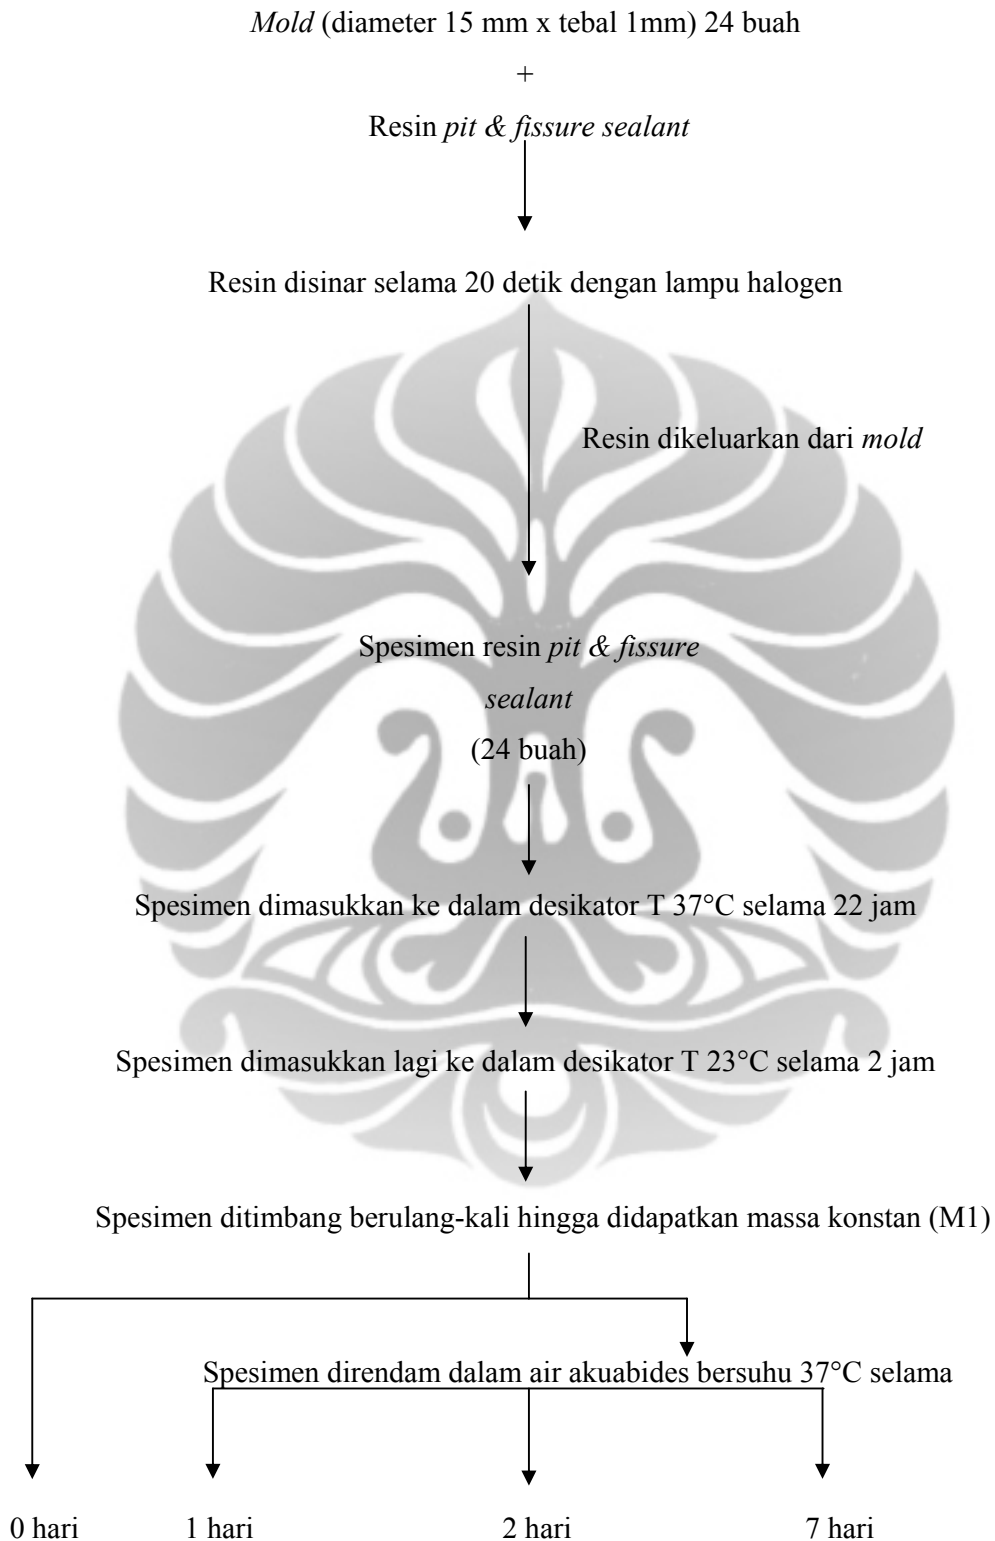 Mold (diameter 15 mm x tebal 1mm) 24 buah
+
Resin pit & fissure sealant
Resin disinar selama 20 detik dengan lampu halogen
Resin dikeluarkan dari mold
Spesimen resin pit & fissure
sealant
(24 buah)
Spesimen dimasukkan ke dalam desikator T 37°C selama 22 jam
Spesimen dimasukkan lagi ke dalam desikator T 23°C selama 2 jam
Spesimen ditimbang berulang-kali hingga didapatkan massa konstan (M1)
Spesimen direndam dalam air akuabides bersuhu 37°C selama
0 hari 1 hari 2 hari 7 hari